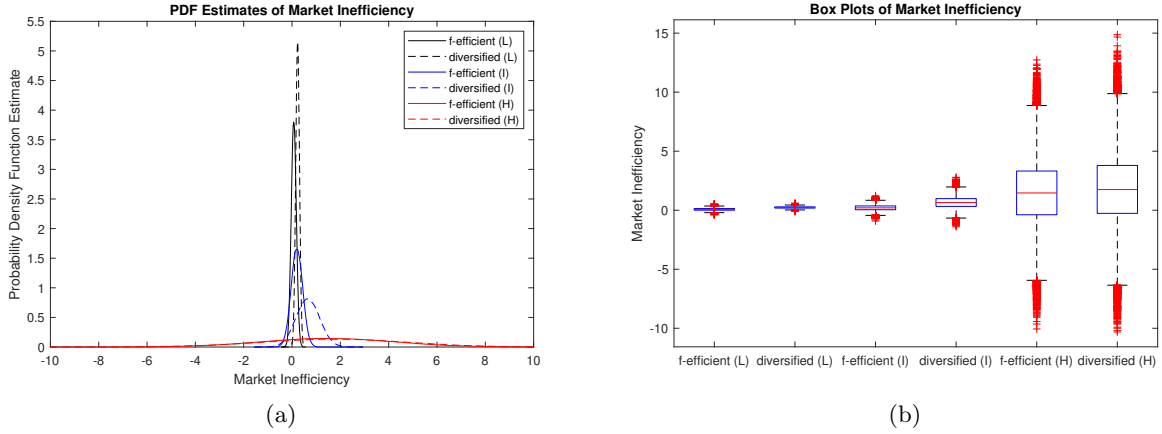 PDF Estimates of Market Inefficiency
5.5
5
4.5
4
3.5
3
2.5
2
1.5
1
0.5
0
Probability Density Function Estimate
f-efficient (L)
diversified (L)
f-efficient (I)
diversified (I)
f-efficient (H)
diversified (H)
-10 -8 -6 -4 -2 0 2 4 6 8 10
Market Inefficiency
(a)
Box Plots of Market Inefficiency
15
10
5
0
-5
-10
Market Inefficiency
f-efficient (L) diversified (L) f-efficient (I) diversified (I) f-efficient (H) diversified (H)
(b)